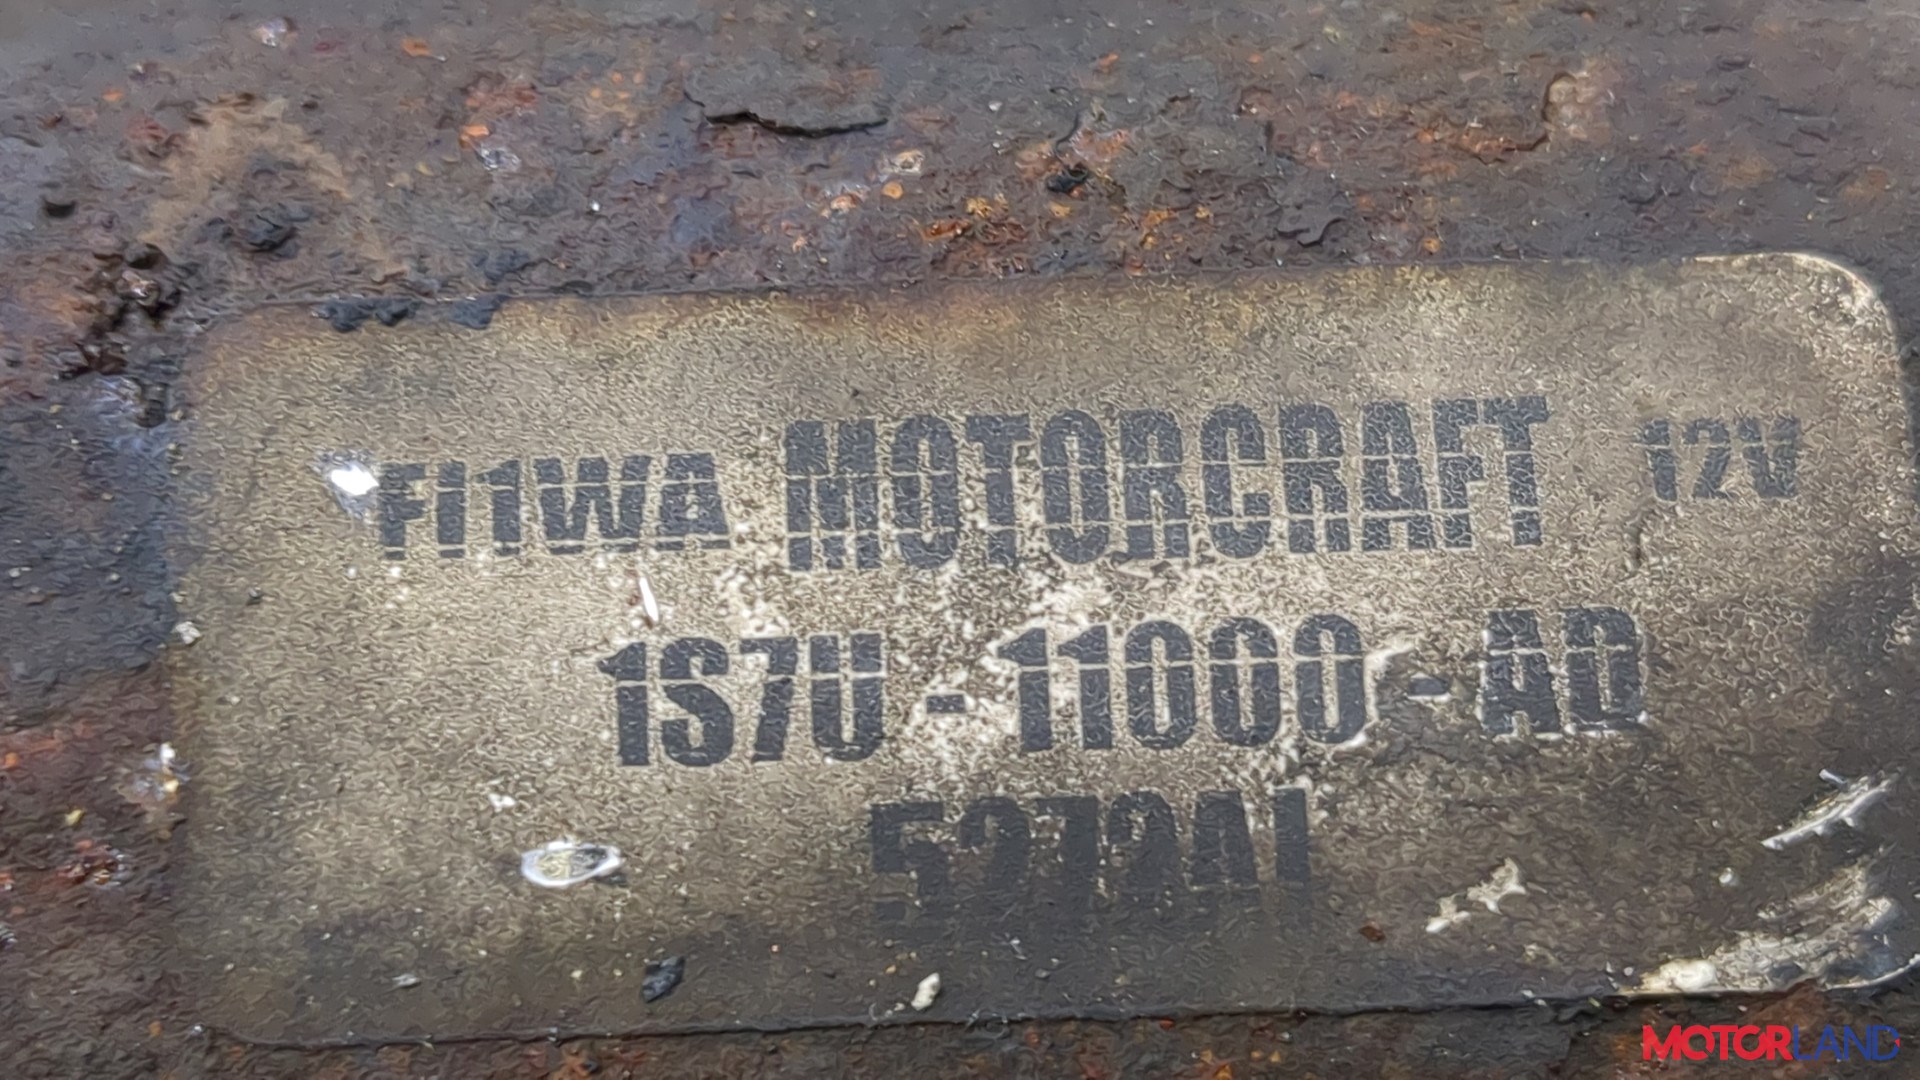 FI1WA MOTORCRAFT 12V
1S7U - 11000 - AD
MOTORLAND